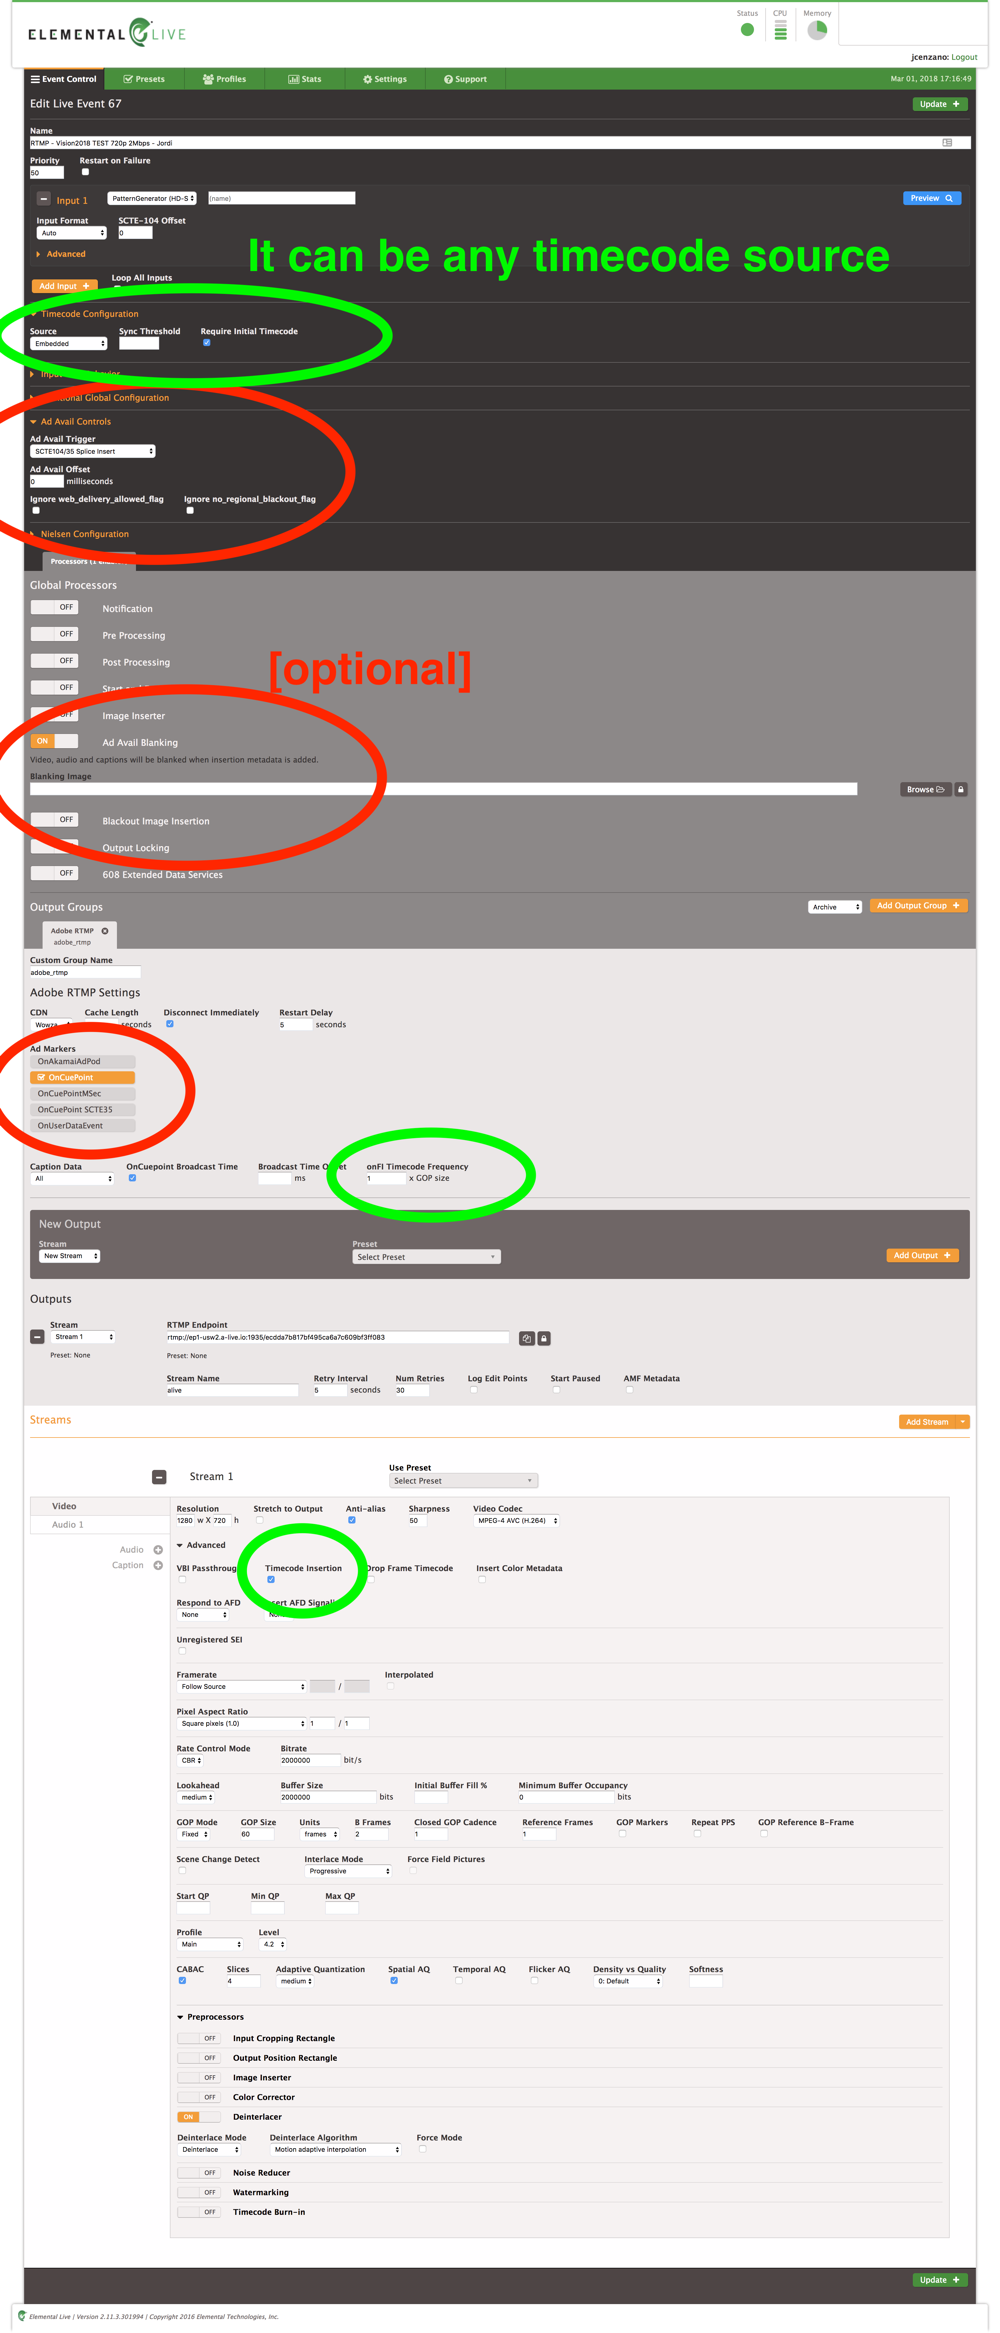 ELEMENTAL LIVE
Status CPU Memory
jcenzano: Logout
Event Control Presets Profiles Stats Settings Support Mar 01, 2018 17:16:49
Edit Live Event 67 Update +
Name
RTMP - Vision2018 TEST 720p 2Mbps - Jordi
Priority Restart on Failure
50
Input 1 PatternGenerator (HD-S (name) Preview
Input Format SCTE-104 Offset
Auto 0
It can be any timecode source
Advanced
Loop All Inputs
Add Input +
Timecode Configuration
Source Sync Threshold Require Initial Timecode
Embedded
Input
Global Configuration
Ad Avail Controls
Ad Avail Trigger
SCTE104/35 Splice Insert
Ad Avail Offset
0 milliseconds
Ignore web_delivery_allowed_flag Ignore no_regional_blackout_flag
Nielsen Configuration
Processors (1
Global Processors
OFF Notification
OFF Pre Processing
OFF Post Processing
[optional]
OFF
OFF Image Inserter
ON Ad Avail Blanking
Video, audio and captions will be blanked when insertion metadata is added.
Blanking Image
Browse
OFF Blackout Image Insertion
Output Locking
OFF 608 Extended Data Services
Output Groups Archive Add Output Group +
Adobe RTMP
adobe_rtmp
Custom Group Name
adobe_rtmp
Adobe RTMP Settings
CDN Cache Length Disconnect Immediately Restart Delay
Wowza seconds 5 seconds
Ad Markers
OnAkamaiAdPod
OnCuePoint
OnCuePointMSec
OnCuePoint SCTE35
OnUserDataEvent
Caption Data OnCuepoint Broadcast Time Broadcast Time Offset onFI Timecode Frequency
All ms 1 x GOP size
New Output
Stream Preset
New Stream Select Preset Add Output +
Outputs
Stream RTMP Endpoint
Stream 1 rtmp://ep1-usw2.a-live.io:1935/ecdda7b817bf495ca6a7c609bf3ff083
Preset: None Preset: None
Stream Name Retry Interval Num Retries Log Edit Points Start Paused AMF Metadata
alive 5 seconds 30
Streams Add Stream
Use Preset
Stream 1 Select Preset
Video
Audio 1
Audio
Caption
Resolution Stretch to Output Anti-alias Sharpness Video Codec
1280 w X 720 h 50 MPEG-4 AVC (H.264)
Advanced
VBI Passthrough Timecode Insertion Drop Frame Timecode Insert Color Metadata
Respond to AFD Insert AFD Signaling
None
Unregistered SEI
Framerate Interpolated
Follow Source /
Pixel Aspect Ratio
Square pixels (1.0) 1 / 1
Rate Control Mode Bitrate
CBR 2000000 bit/s
Lookahead Buffer Size Initial Buffer Fill % Minimum Buffer Occupancy
medium 2000000 bits 0 bits
GOP Mode GOP Size Units B Frames Closed GOP Cadence Reference Frames GOP Markers Repeat PPS GOP Reference B-Frame
Fixed 60 frames 2 1 1
Scene Change Detect Interlace Mode Force Field Pictures
Progressive
Start QP Min QP Max QP
Profile Level
Main 4.2
CABAC Slices Adaptive Quantization Spatial AQ Temporal AQ Flicker AQ Density vs Quality Softness
4 medium 0: Default
Preprocessors
OFF Input Cropping Rectangle
OFF Output Position Rectangle
OFF Image Inserter
OFF Color Corrector
ON Deinterlacer
Deinterlace Mode Deinterlace Algorithm Force Mode
Deinterlace Motion adaptive interpolation
OFF Noise Reducer
OFF Watermarking
OFF Timecode Burn-in
Update +
Elemental Live | Version 2.11.3.301994 | Copyright 2016 Elemental Technologies, Inc.